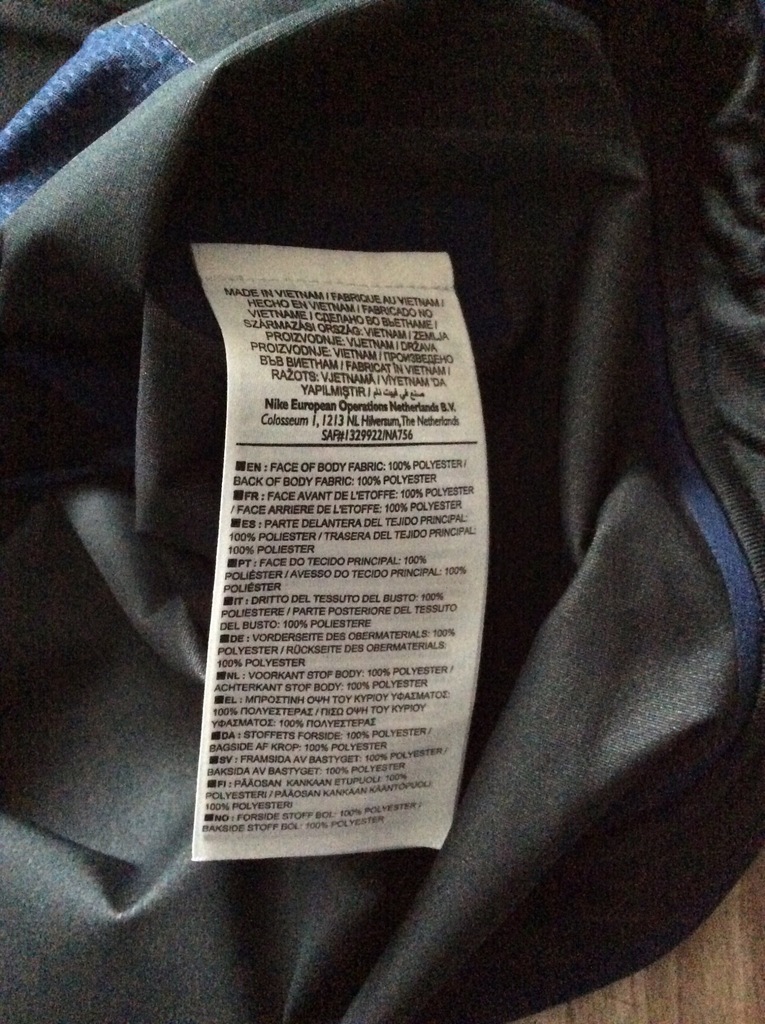 MADE IN VIETNAM / FABRIQUE AU VIETNAM /
HECHO EN VIETNAM / FABRICADO NO
VIETNAME / СДЕЛАНО ВО ВЬЕТНАМЕ /
SZÁRMAZÁSI ORSZÁG: VIETNAM / ZEMLJA
PROIZVODNJE: VIJETNAM / DRŽAVA
PROIZVODNJE: VIETNAM / ПРОИЗВЕДЕНО
ВЪВ ВИЕТНАМ / FABRICAT ÎN VIETNAM /
RAŽOTS: VJETNAMĀ / VİYETNAM 'DA
YAPILMIŞTIR / صنع في فيت نام
Nike European Operations Netherlands B.V.
Colosseum 1, 1213 NL Hilversum, The Netherlands
SAF#1329922/NA756
EN : FACE OF BODY FABRIC: 100% POLYESTER /
BACK OF BODY FABRIC: 100% POLYESTER
FR : FACE AVANT DE L'ETOFFE: 100% POLYESTER
/ FACE ARRIERE DE L'ETOFFE: 100% POLYESTER
ES : PARTE DELANTERA DEL TEJIDO PRINCIPAL:
100% POLIESTER / TRASERA DEL TEJIDO PRINCIPAL:
100% POLIESTER
PT : FACE DO TECIDO PRINCIPAL: 100%
POLIÉSTER / AVESSO DO TECIDO PRINCIPAL: 100%
POLIÉSTER
IT : DRITTO DEL TESSUTO DEL BUSTO: 100%
POLIESTERE / PARTE POSTERIORE DEL TESSUTO
DEL BUSTO: 100% POLIESTERE
DE : VORDERSEITE DES OBERMATERIALS: 100%
POLYESTER / RÜCKSEITE DES OBERMATERIALS:
100% POLYESTER
NL : VOORKANT STOF BODY: 100% POLYESTER /
ACHTERKANT STOF BODY: 100% POLYESTER
EL : ΜΠΡΟΣΤΙΝΗ ΟΨΗ ΤΟΥ ΚΥΡΙΟΥ ΥΦΑΣΜΑΤΟΣ:
100% ΠΟΛΥΕΣΤΕΡΑΣ / ΠΙΣΩ ΟΨΗ ΤΟΥ ΚΥΡΙΟΥ
ΥΦΑΣΜΑΤΟΣ: 100% ΠΟΛΥΕΣΤΕΡΑΣ
DA : STOFFETS FORSIDE: 100% POLYESTER /
BAGSIDE AF KROP: 100% POLYESTER
SV : FRAMSIDA AV BASTYGET: 100% POLYESTER /
BAKSIDA AV BASTYGET: 100% POLYESTER
FI : PÄÄOSAN KANKAAN ETUPUOLI: 100%
POLYESTERI / PÄÄOSAN KANKAAN KÄÄNTÖPUOLI:
100% POLYESTERI
NO : FORSIDE STOFF BOL: 100% POLYESTER /
BAKSIDE STOFF BOL: 100% POLYESTER